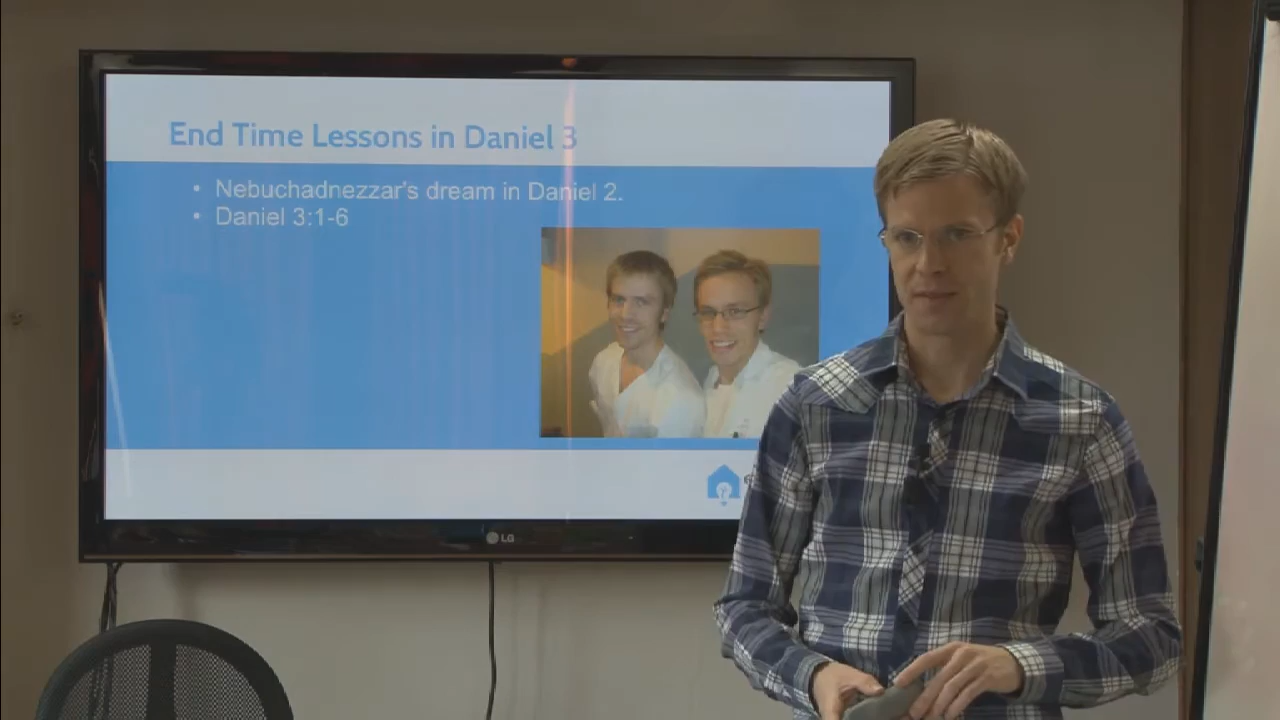 End Time Lessons in Daniel 3
• Nebuchadnezzar's dream in Daniel 2.
• Daniel 3:1-6
LG